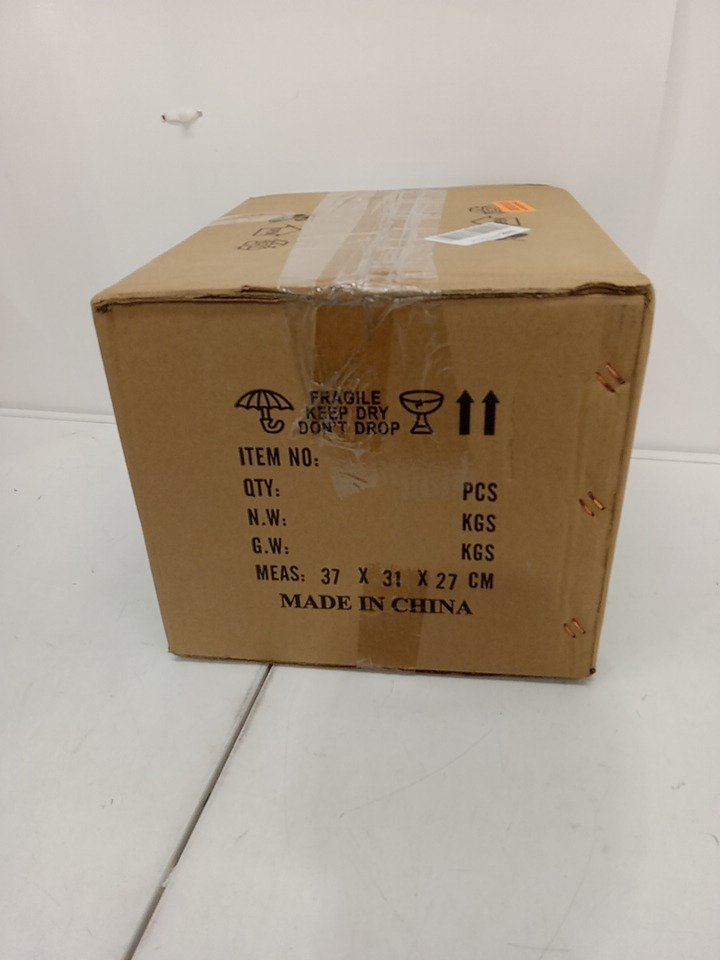 FRAGILE
KEEP DRY
DON'T DROP
ITEM NO:
QTY: PCS
N.W: KGS
G.W: KGS
MEAS: 37 X 31 X 27 CM
MADE IN CHINA